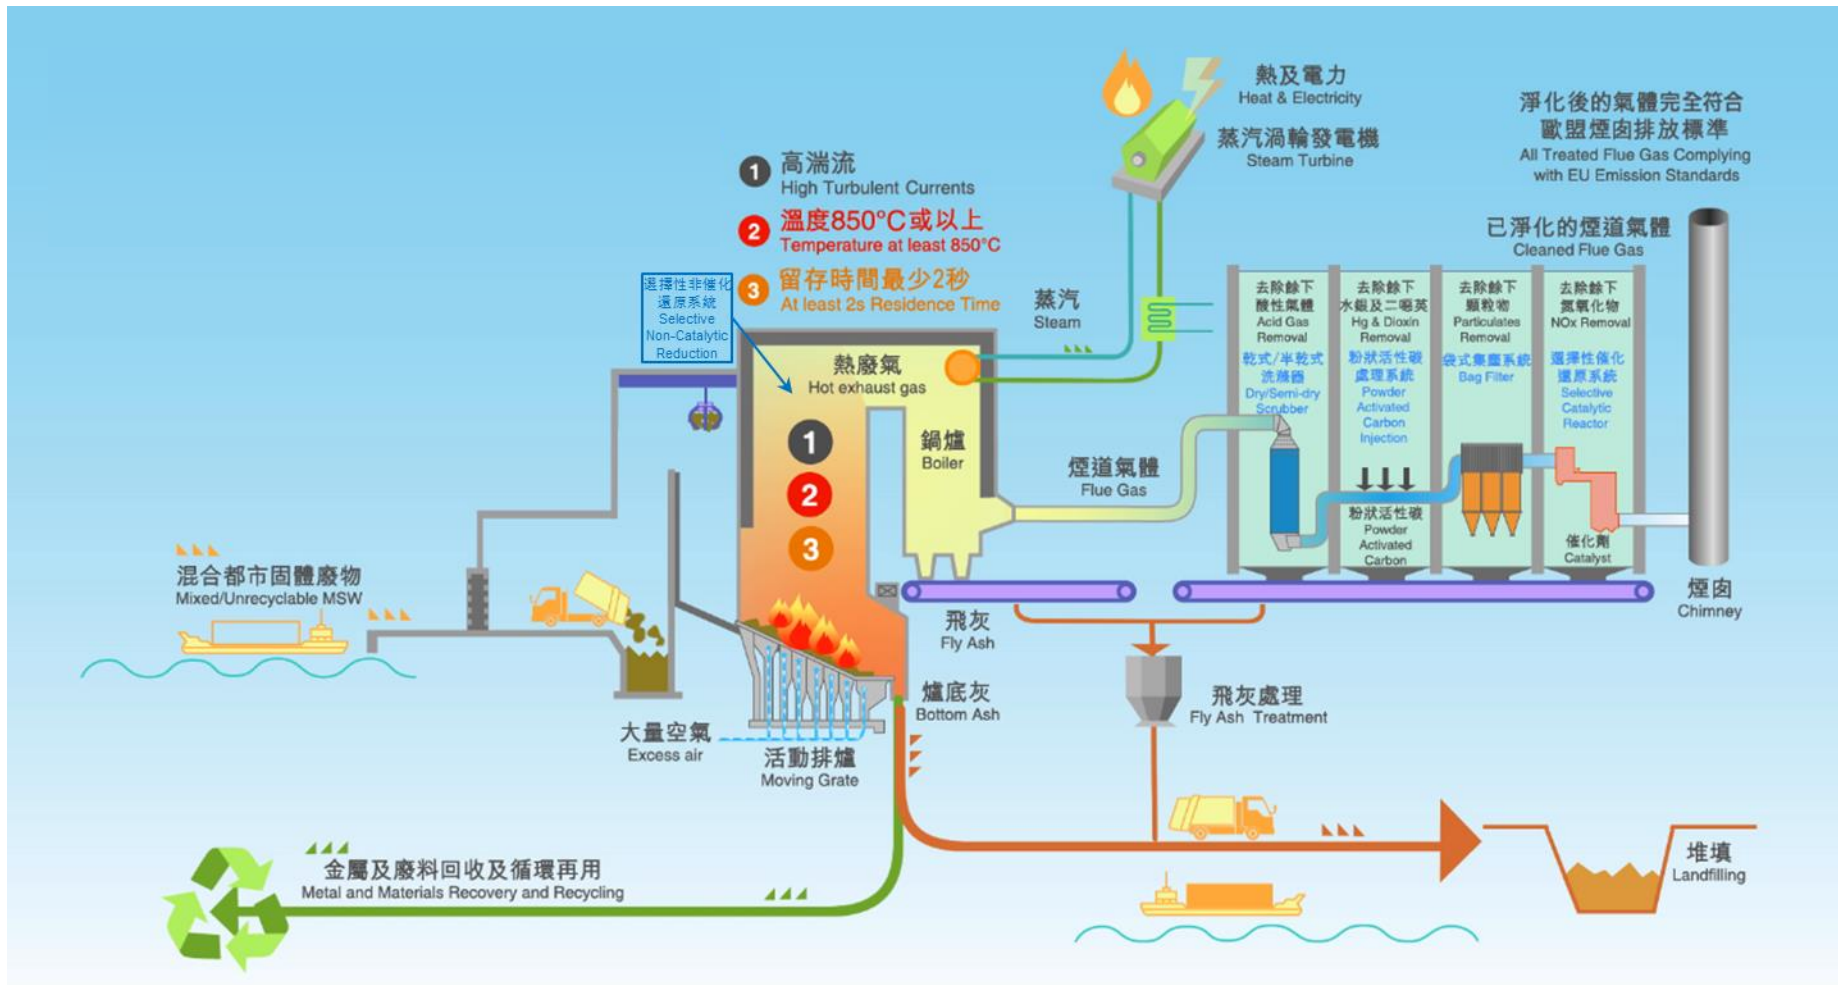 熱及電力
Heat & Electricity
蒸汽渦輪發電機
Steam Turbine
淨化後的氣體完全符合
歐盟煙囱排放標準
All Treated Flue Gas Complying
with EU Emission Standards
1 高湍流
High Turbulent Currents
2 溫度850°C或以上
Temperature at least 850°C
3 留存時間最少2秒
At least 2s Residence Time
選擇性非催化
還原系統
Selective
Non-Catalytic
Reduction
蒸汽
Steam
已淨化的煙道氣體
Cleaned Flue Gas
去除餘下
酸性氣體
Acid Gas
Removal
乾式/半乾式
洗滌器
Dry/Semi-dry
Scrubber
去除餘下
水銀及二噁英
Hg & Dioxin
Removal
粉狀活性碳
處理系統
Powder
Activated
Carbon
Injection
粉狀活性碳
Powder
Activated
Carbon
去除餘下
顆粒物
Particulates
Removal
袋式集塵系統
Bag Filter
去除餘下
氮氧化物
NOx Removal
選擇性催化
還原系統
Selective
Catalytic
Reactor
催化劑
Catalyst
熱廢氣
Hot exhaust gas
1
2
3
鍋爐
Boiler
煙道氣體
Flue Gas
混合都市固體廢物
Mixed/Unrecyclable MSW
煙囱
Chimney
飛灰
Fly Ash
爐底灰
Bottom Ash
飛灰處理
Fly Ash Treatment
大量空氣
Excess air
活動排爐
Moving Grate
金屬及廢料回收及循環再用
Metal and Materials Recovery and Recycling
堆填
Landfilling